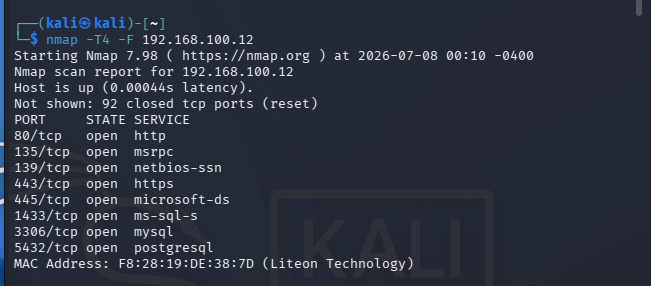 ┌──(kali㉿kali)-[~]
└─$ nmap -T4 -F 192.168.100.12
Starting Nmap 7.98 ( https://nmap.org ) at 2026-07-08 00:10 -0400
Nmap scan report for 192.168.100.12
Host is up (0.00044s latency).
Not shown: 92 closed tcp ports (reset)
PORT     STATE SERVICE
80/tcp   open  http
135/tcp  open  msrpc
139/tcp  open  netbios-ssn
443/tcp  open  https
445/tcp  open  microsoft-ds
1433/tcp open  ms-sql-s
3306/tcp open  mysql
5432/tcp open  postgresql
MAC Address: F8:28:19:DE:38:7D (Liteon Technology)
KALI